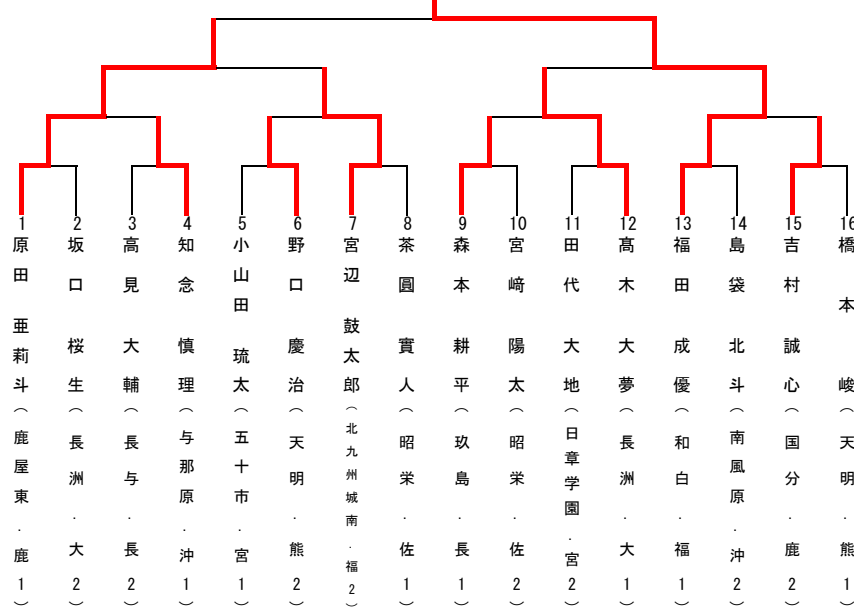 1 原田 亜莉斗(鹿屋東.鹿1)
2 坂口 桜生(長洲.大2)
3 高見 大輔(長与.長2)
4 知念 慎理(与那原.沖1)
5 小山田 琉太(五十市.宮1)
6 野口 慶治(天明.熊2)
7 宮辺 鼓太郎(北九州城南.福2)
8 茶圓 實人(昭栄.佐1)
9 森本 耕平(玖島.長1)
10 宮﨑 陽太(昭栄.佐2)
11 田代 大地(日章学園.宮2)
12 髙木 大夢(長洲.大1)
13 福田 成優(和白.福1)
14 島袋 北斗(南風原.沖2)
15 吉村 誠心(国分.鹿2)
16 橋本 峻(天明.熊1)